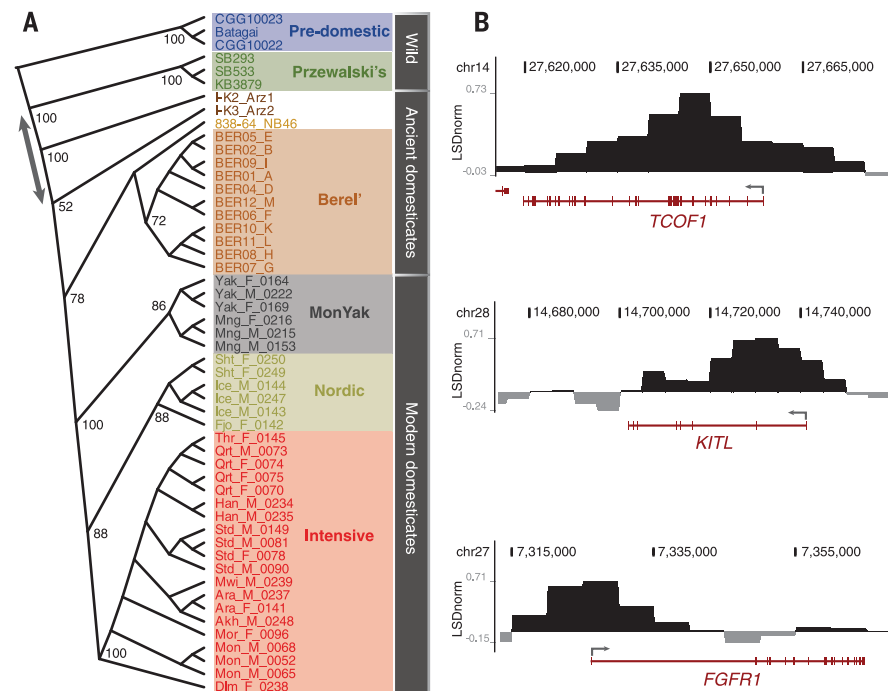 A
CGG10023
Batagai
CGG10022
Pre-domestic
100
SB293
SB533
KB3879
Przewalski's
100
Wild
I-K2_Arz1
I-K3_Arz2
838-64_NB46
100
100
52
BER05_E
BER02_B
BER09_I
BER01_A
BER04_D
BER12_M
BER06_F
BER10_K
BER11_L
BER08_H
BER07_G
Berel'
72
Ancient domesticates
78
Yak_F_0164
Yak_M_0222
Yak_F_0169
Mng_F_0216
Mng_M_0215
Mng_M_0153
MonYak
86
Sht_F_0250
Sht_F_0249
Ice_M_0144
Ice_M_0247
Ice_M_0143
Fjo_F_0142
Nordic
88
100
Thr_F_0145
Qrt_M_0073
Qrt_F_0074
Qrt_F_0075
Qrt_F_0070
Han_M_0234
Han_M_0235
Std_M_0149
Std_M_0081
Std_F_0078
Std_M_0090
Mwi_M_0239
Ara_M_0237
Ara_F_0141
Akh_M_0248
Mor_F_0096
Mon_M_0068
Mon_M_0052
Mon_M_0065
Dlm_F_0238
Intensive
88
100
Modern domesticates
B
chr14
27,620,000
27,635,000
27,650,000
27,665,000
0.73
LSDnorm
-0.03
TCOF1
chr28
14,680,000
14,700,000
14,720,000
14,740,000
0.71
LSDnorm
-0.24
KITL
chr27
7,315,000
7,335,000
7,355,000
0.71
LSDnorm
-0.15
FGFR1